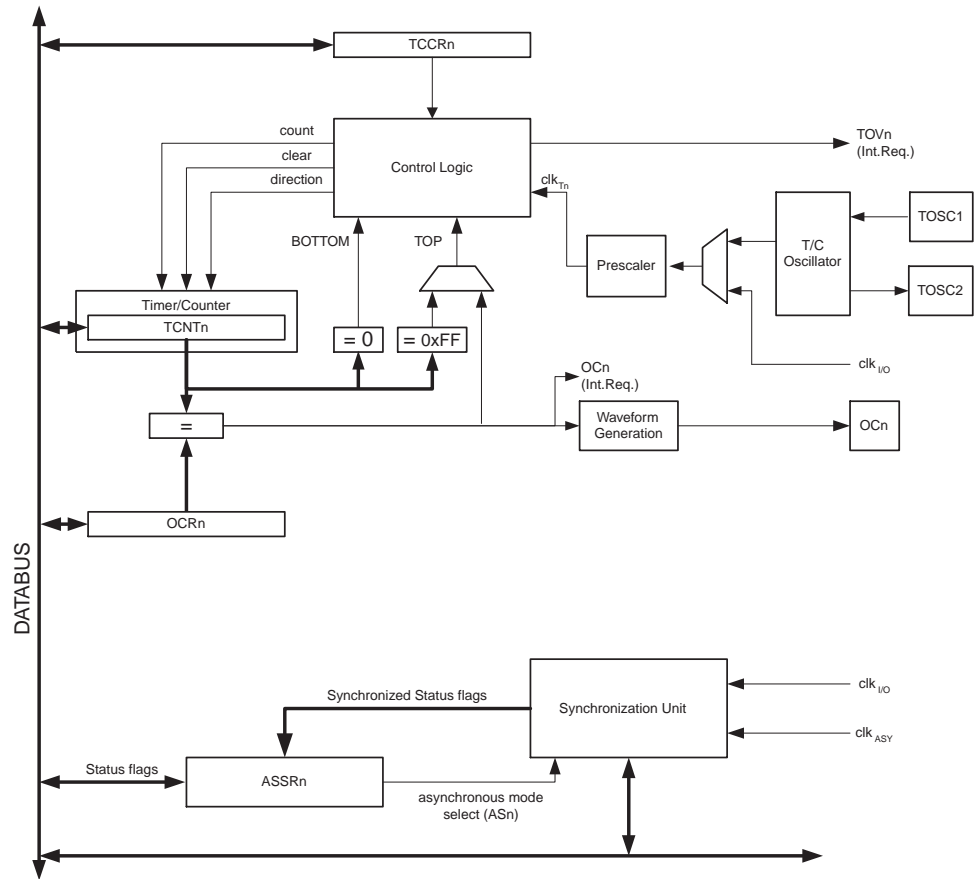 TCCRn
count
clear
direction
Control Logic
TOVn
(Int.Req.)
clkTn
BOTTOM
TOP
Prescaler
T/C
Oscillator
TOSC1
TOSC2
Timer/Counter
TCNTn
= 0
= 0xFF
clkI/O
OCn
(Int.Req.)
=
Waveform
Generation
OCn
OCRn
DATABUS
Synchronized Status flags
Synchronization Unit
clkI/O
clkASY
Status flags
ASSRn
asynchronous mode
select (ASn)